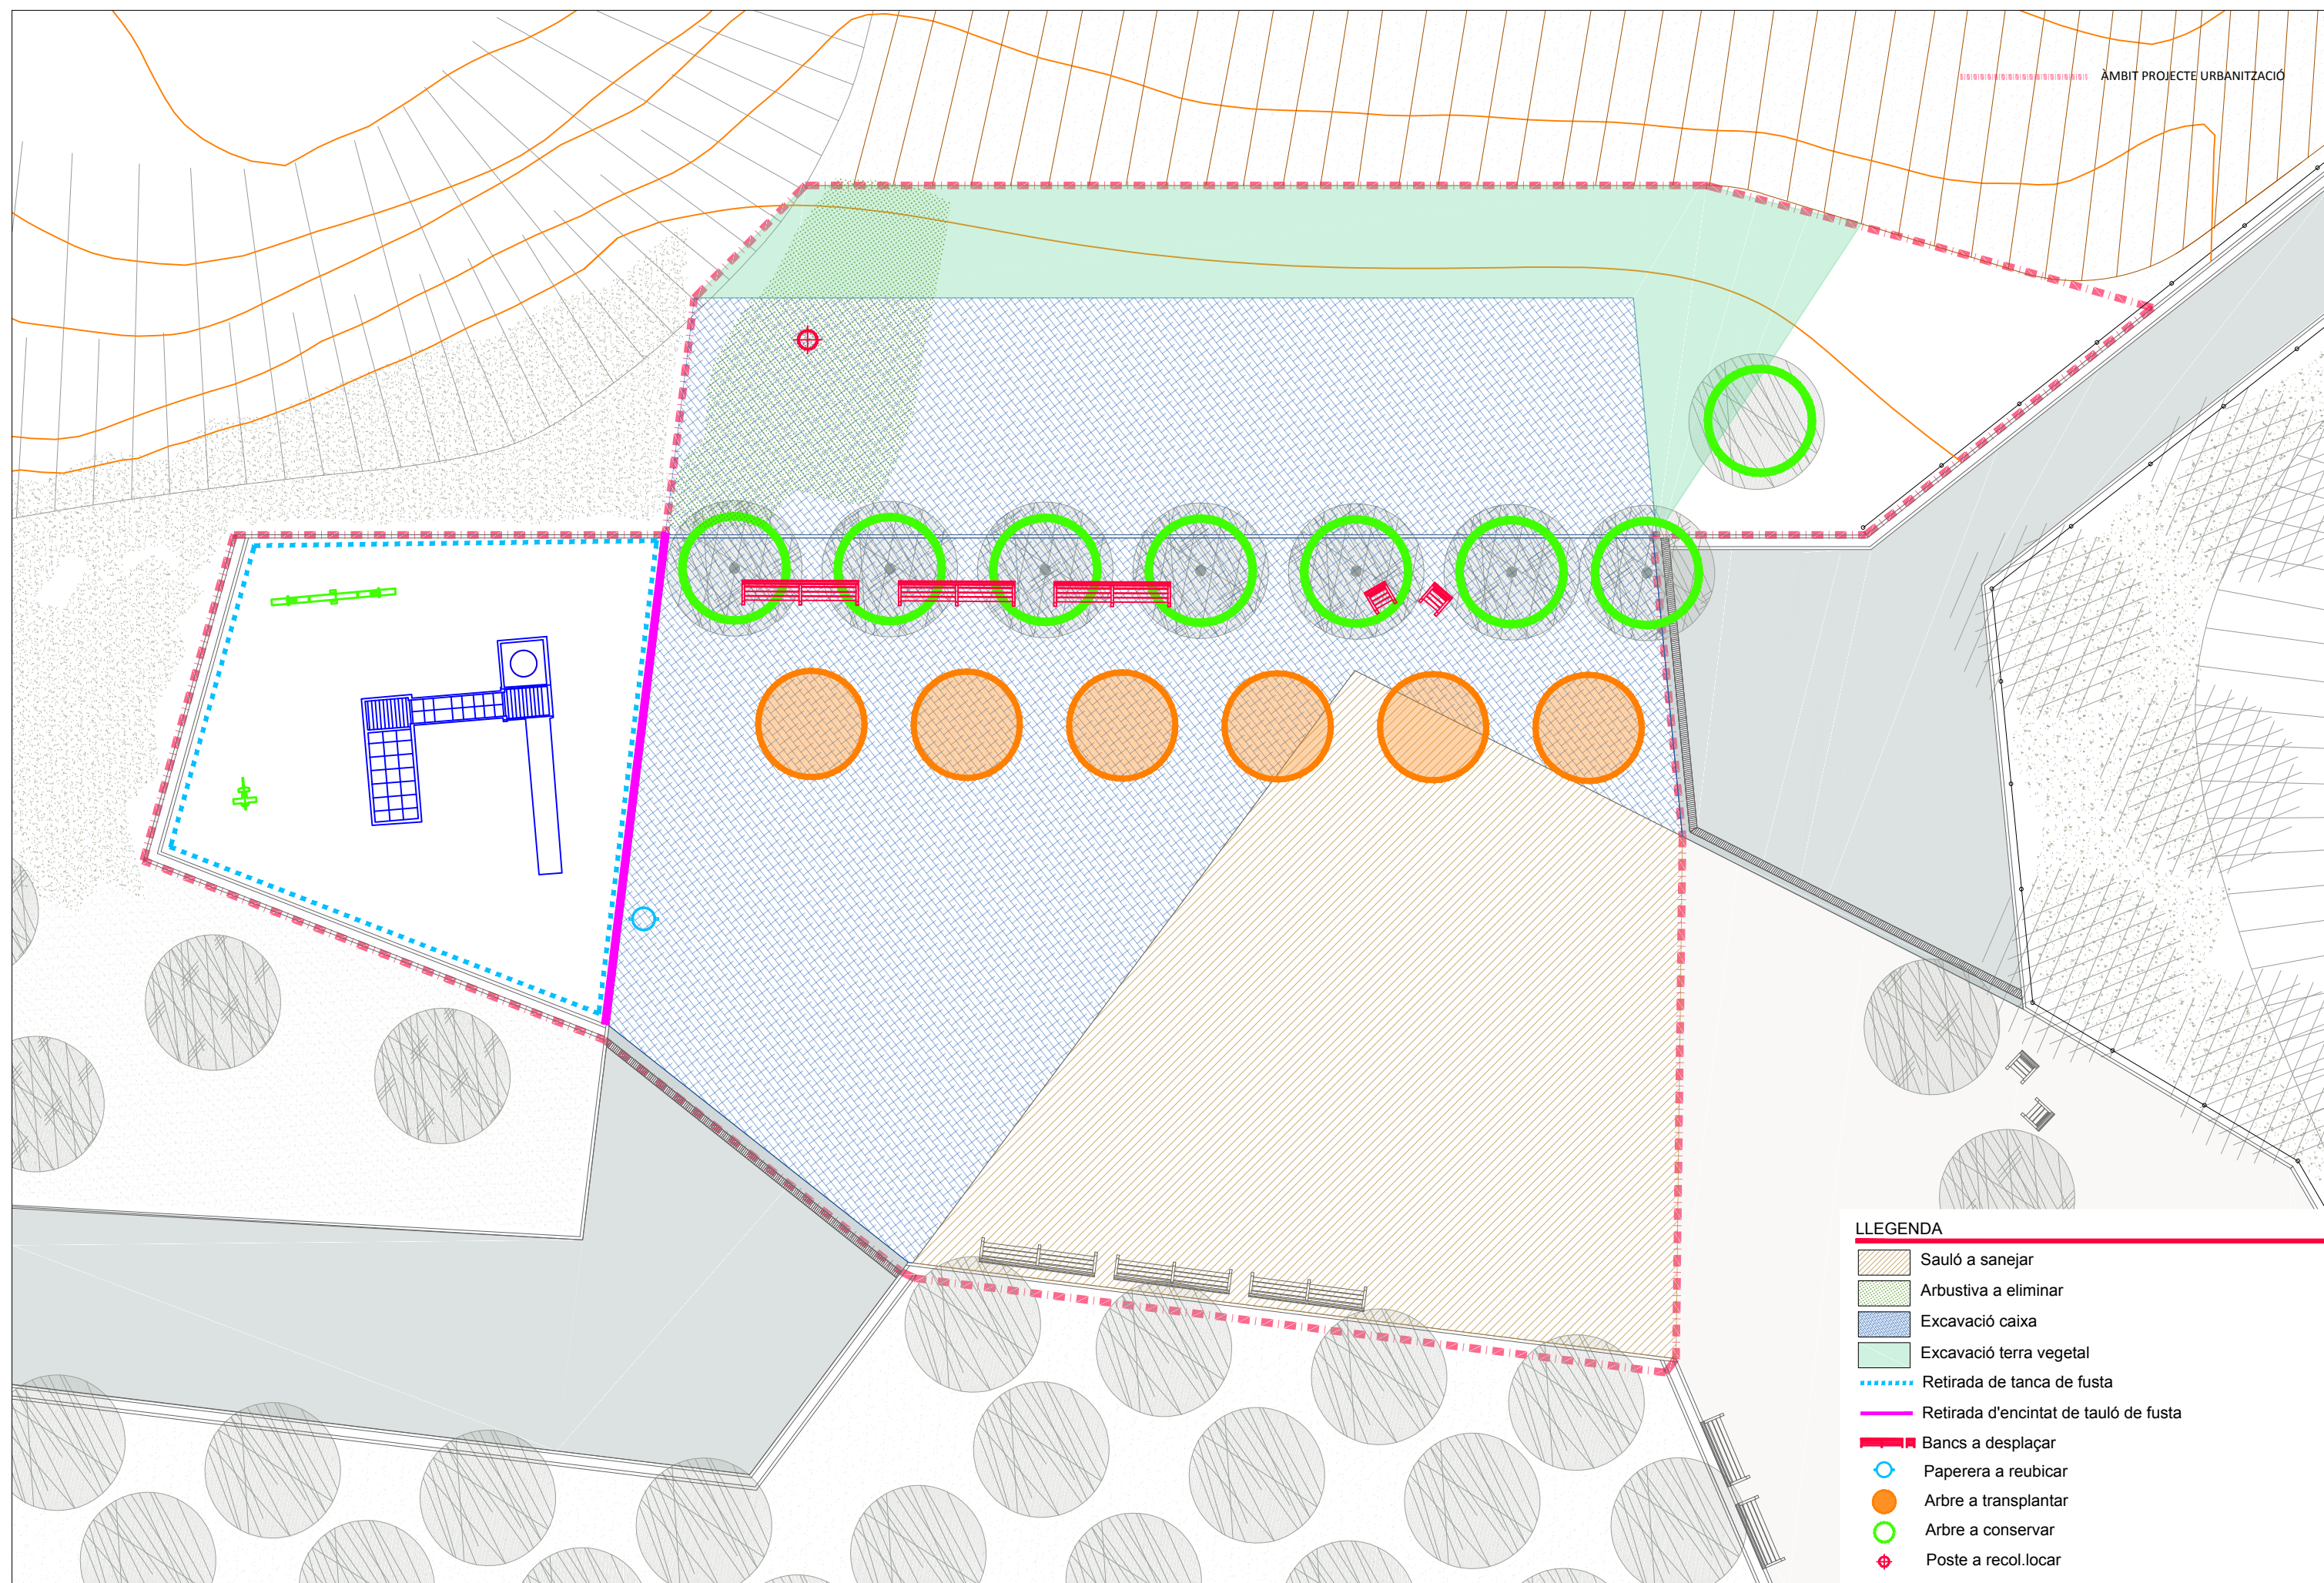 ÀMBIT PROJECTE URBANITZACIÓ
LLEGENDA
Sauló a sanejar
Arbustiva a eliminar
Excavació caixa
Excavació terra vegetal
Retirada de tanca de fusta
Retirada d'encintat de tauló de fusta
Bancs a desplaçar
Paperera a reubicar
Arbre a transplantar
Arbre a conservar
Poste a recol.locar